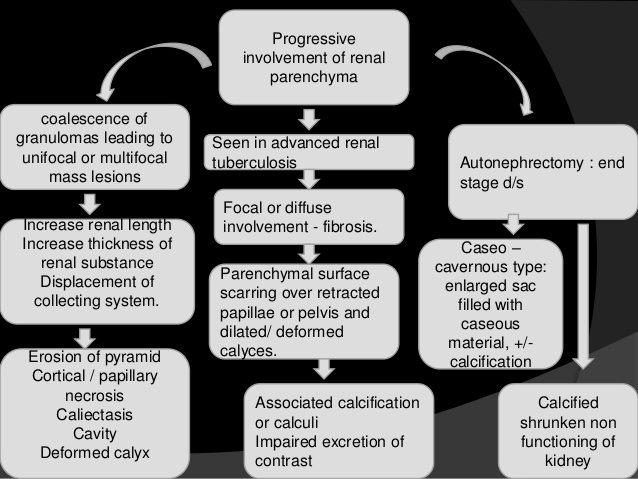 Progressive
involvement of renal
parenchyma
coalescence of
granulomas leading to
unifocal or multifocal
mass lesions
Increase renal length
Increase thickness of
renal substance
Displacement of
collecting system.
Erosion of pyramid
Cortical / papillary
necrosis
Caliectasis
Cavity
Deformed calyx
Seen in advanced renal
tuberculosis
Focal or diffuse
involvement - fibrosis.
Parenchymal surface
scarring over retracted
papillae or pelvis and
dilated/ deformed
calyces.
Associated calcification
or calculi
Impaired excretion of
contrast
Autonephrectomy : end
stage d/s
Caseo –
cavernous type:
enlarged sac
filled with
caseous
material, +/-
calcification
Calcified
shrunken non
functioning of
kidney